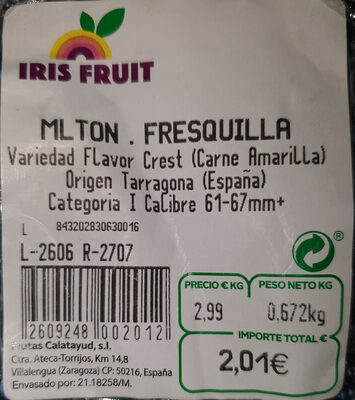 IRIS FRUIT
MLTON . FRESQUILLA
Variedad Flavor Crest (Carne Amarilla)
Origen Tarragona (España)
Categoria I Calibre 61-67mm+
L 843202830630016
L-2606 R-2707
PRECIO € KG PESO NETO KG
2,99 0,672kg
IMPORTE TOTAL €
2,01€
2609248 002012
Frutas Calatayud, s.l.
Ctra. Ateca-Torrijos, Km 14,8
Villalengua (Zaragoza) CP: 50216, España
Envasado por: 21.18258/M.